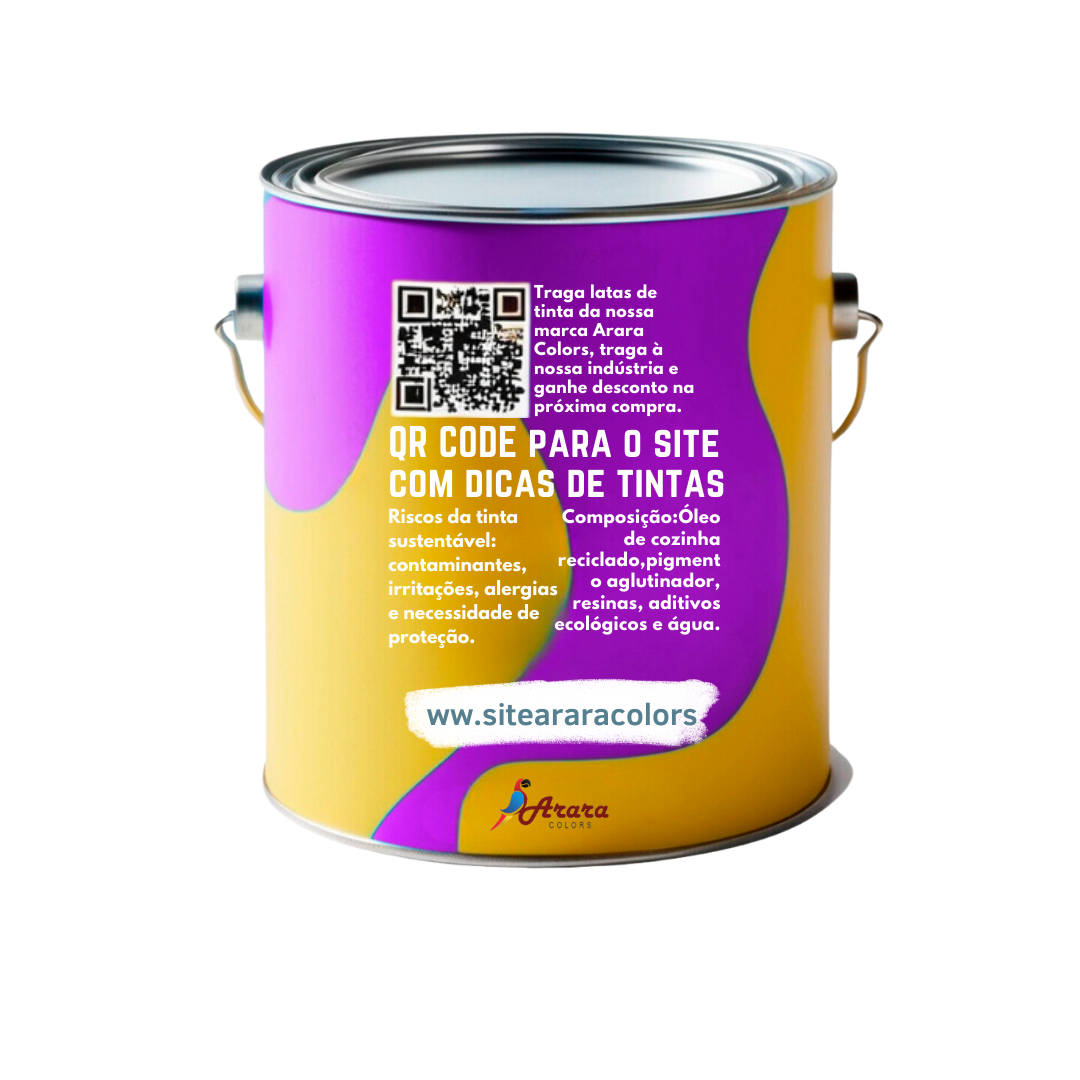 Traga latas de
tinta da nossa
marca Arara
Colors, traga à
nossa indústria e
ganhe desconto na
próxima compra.
QR CODE PARA O SITE
COM DICAS DE TINTAS
Riscos da tinta
sustentável:
contaminantes,
irritações, alergias
e necessidade de
proteção.
Composição:Óleo
de cozinha
reciclado,pigment
o aglutinador,
resinas, aditivos
ecológicos e água.
ww.siteararacolors
Arara
COLORS